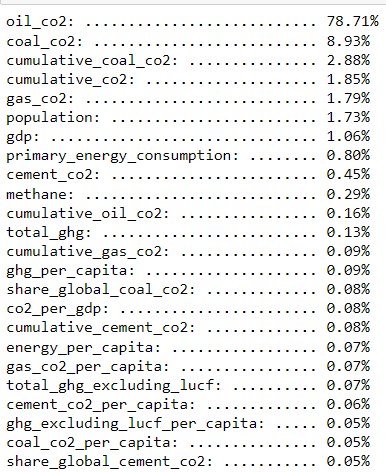 oil_co2: ............................ 78.71%
coal_co2: ........................... 8.93%
cumulative_coal_co2: ................ 2.88%
cumulative_co2: ..................... 1.85%
gas_co2: ............................ 1.79%
population: ......................... 1.73%
gdp: ................................ 1.06%
primary_energy_consumption: ........ 0.80%
cement_co2: ......................... 0.45%
methane: ............................ 0.29%
cumulative_oil_co2: ................. 0.16%
total_ghg: .......................... 0.13%
cumulative_gas_co2: ................. 0.09%
ghg_per_capita: ..................... 0.09%
share_global_coal_co2: .............. 0.08%
co2_per_gdp: ........................ 0.08%
cumulative_cement_co2: .............. 0.08%
energy_per_capita: .................. 0.07%
gas_co2_per_capita: ................. 0.07%
total_ghg_excluding_lucf: ........... 0.07%
cement_co2_per_capita: .............. 0.06%
ghg_excluding_lucf_per_capita: ..... 0.05%
coal_co2_per_capita: ................ 0.05%
share_global_cement_co2: ............ 0.05%